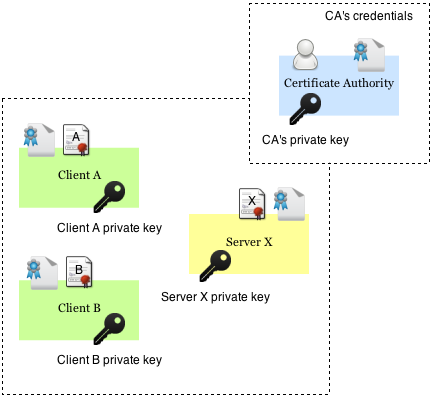 CA's credentials
Certificate Authority
CA's private key
A
Client A
Client A private key
X
Server X
Server X private key
B
Client B
Client B private key